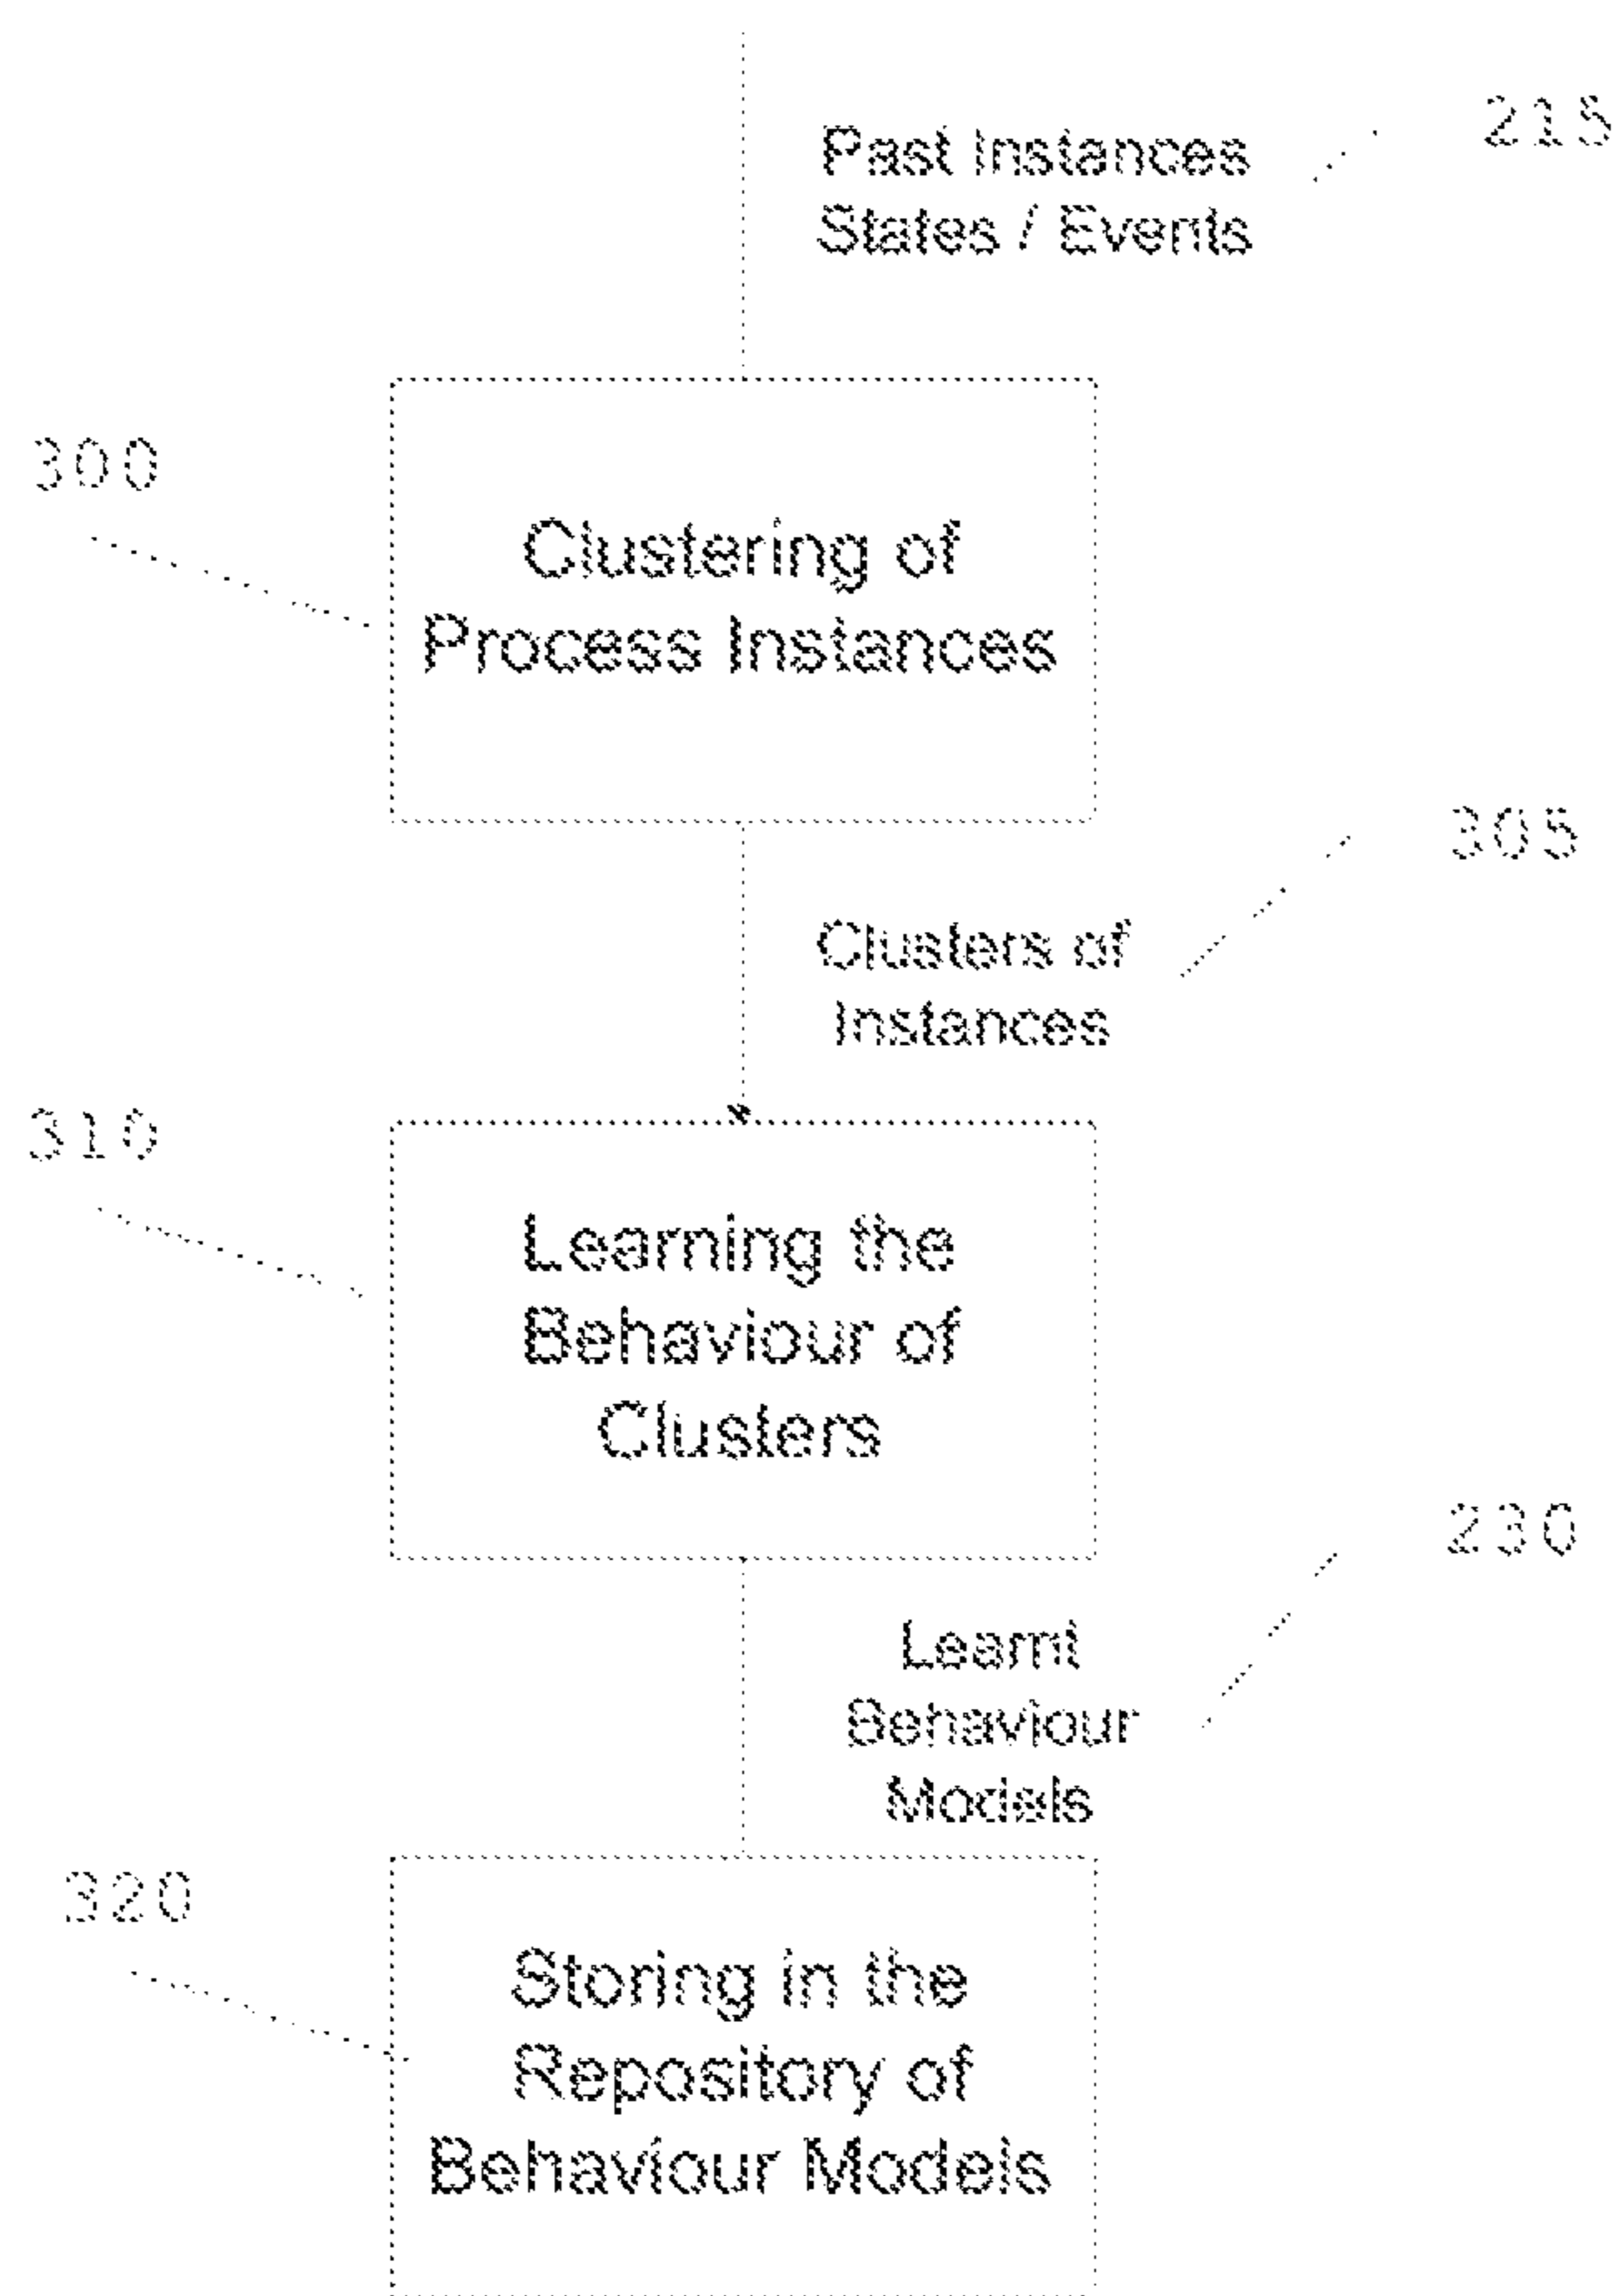 Past Instances
States / Events
215
300
Clustering of
Process Instances
305
Clusters of
Instances
310
Learning the
Behaviour of
Clusters
230
Learnt
Behaviour
Models
320
Storing in the
Repository of
Behaviour Models